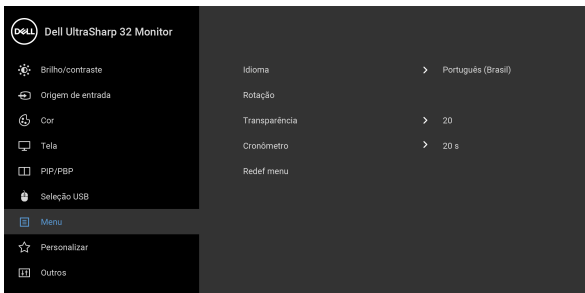 DELL Dell UltraSharp 32 Monitor
Brilho/contraste
Origem de entrada
Cor
Tela
PIP/PBP
Seleção USB
Menu
Personalizar
Outros
Idioma > Português (Brasil)
Rotação
Transparência > 20
Cronômetro > 20 s
Redef menu